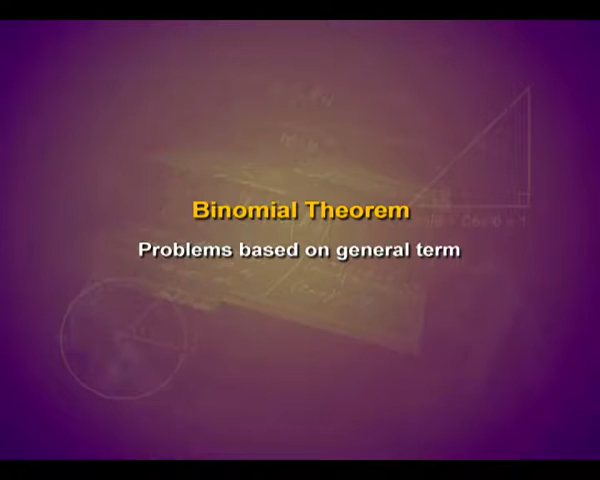 Binomial Theorem
Problems based on general term